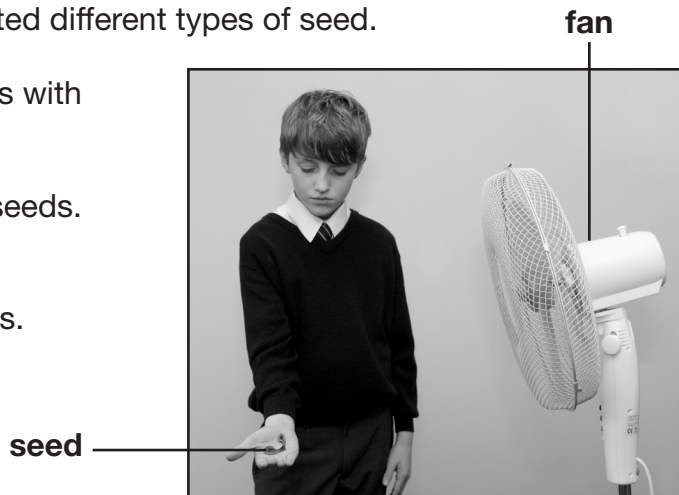 ted different types of seed.
fan
s with
seeds.
s.
seed